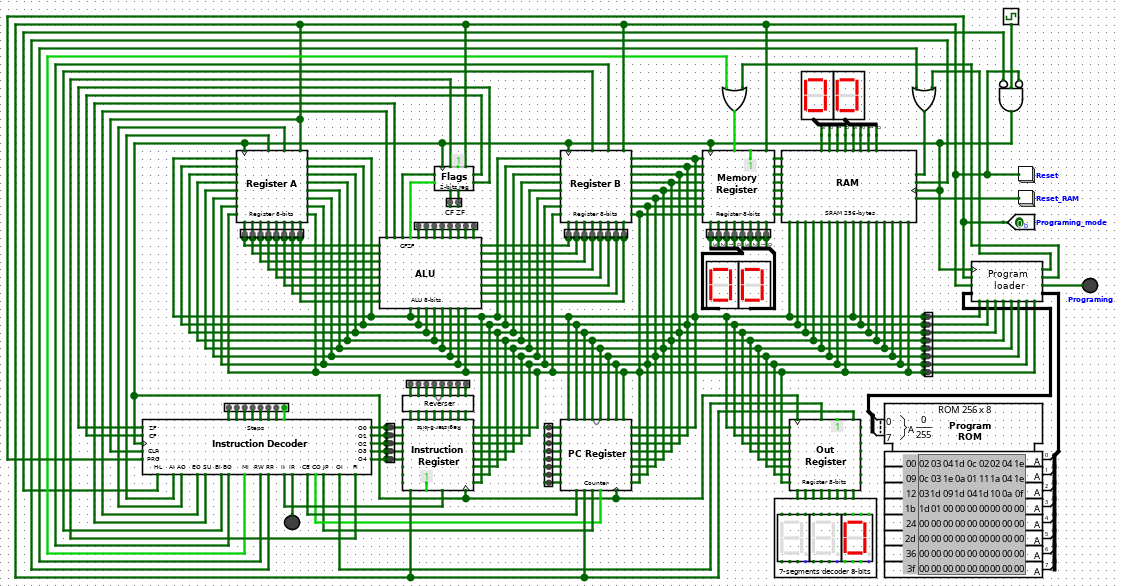 Reset
Reset_RAM
Programing_mode
0b
Register A
Register 8-bits
1
Flags
2-bits reg
CF ZF
Register B
Register 8-bits
1
Memory
Register
Register 8-bits
RAM
SRAM 256-bytes
00
00
CF ZF
ALU
ALU 8-bits
Program
loader
Programing
Reverser
Steps
ZF
CF
CLR
PRG
Instruction Decoder
O0
O1
O2
O3
O4
HL AI AO EO SU BI BO MI RW RR II IR CE CO JP OI FI
Instruction
Register
1
PC Register
Counter
1
Out
Register
Register 8-bits
0
7-segments decoder 8-bits
ROM 256 x 8
0
7
A
0
255
Program
ROM
00 02 03 04 1d 0c 02 02 04 1e
09 0c 03 1e 0a 01 11 1a 04 1e
12 03 1d 09 1d 04 1d 10 0a 0f
1b 1d 01 00 00 00 00 00 00 00
24 00 00 00 00 00 00 00 00 00
2d 00 00 00 00 00 00 00 00 00
36 00 00 00 00 00 00 00 00 00
3f 00 00 00 00 00 00 00 00 00
A
A
A
A
A
A
A
A